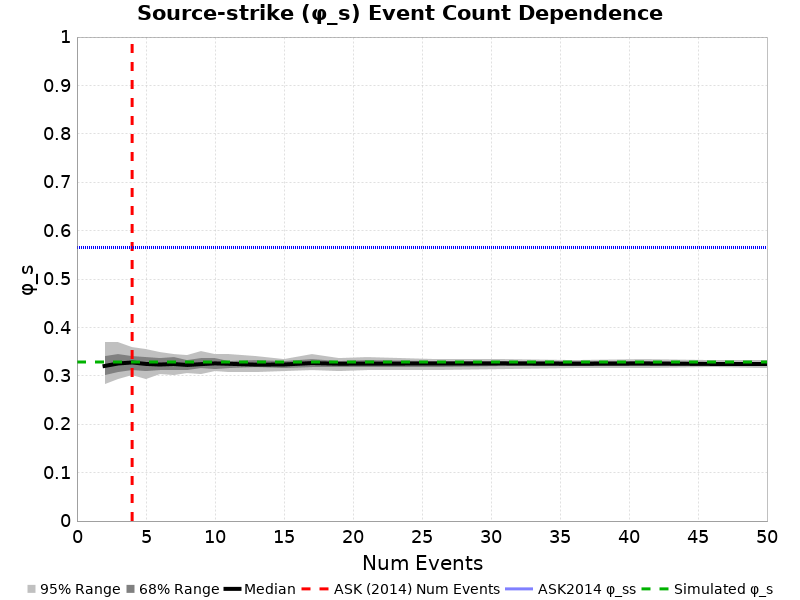 Source-strike (φ_s) Event Count Dependence
1
0.9
0.8
0.7
0.6
0.5
0.4
0.3
0.2
0.1
0
φ_s
0 5 10 15 20 25 30 35 40 45 50
Num Events
95% Range 68% Range Median ASK (2014) Num Events ASK2014 φ_ss Simulated φ_s